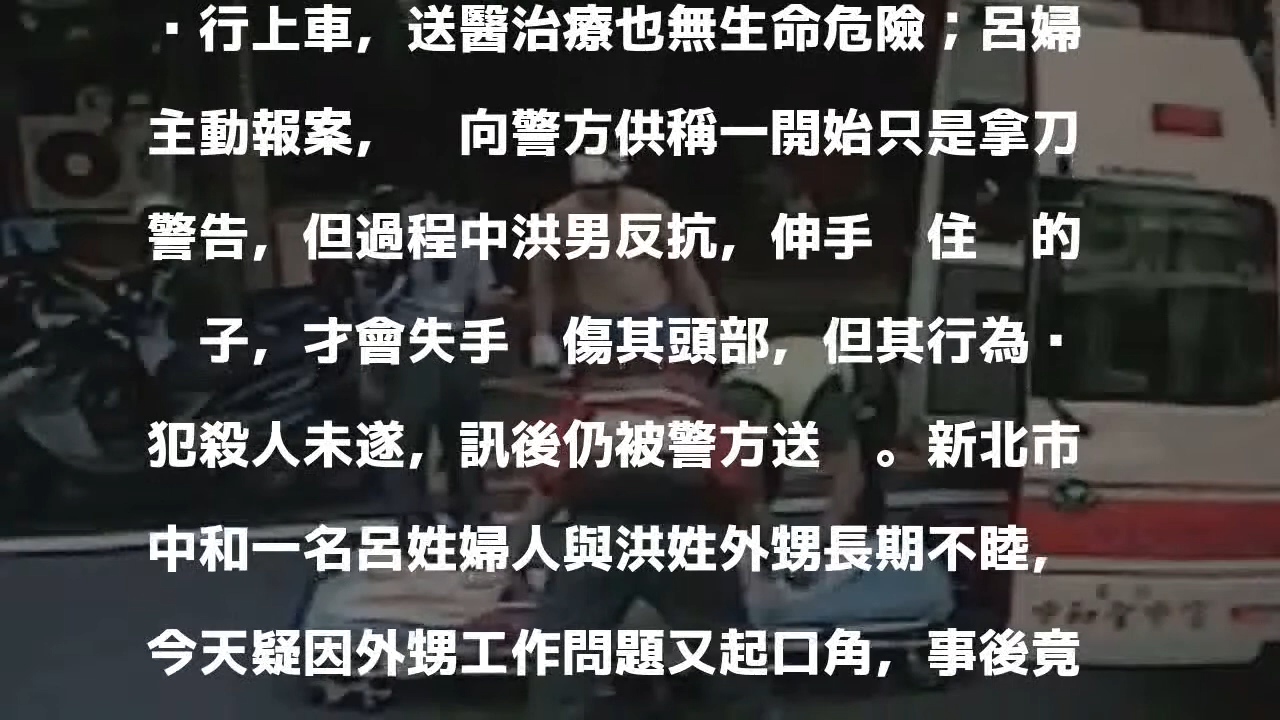 ·行上車，送醫治療也無生命危險；呂婦
主動報案，　向警方供稱一開始只是拿刀
警告，但過程中洪男反抗，伸手　住　的
　子，才會失手　傷其頭部，但其行為·
犯殺人未遂，訊後仍被警方送　。新北市
中和一名呂姓婦人與洪姓外甥長期不睦，
今天疑因外甥工作問題又起口角，事後竟